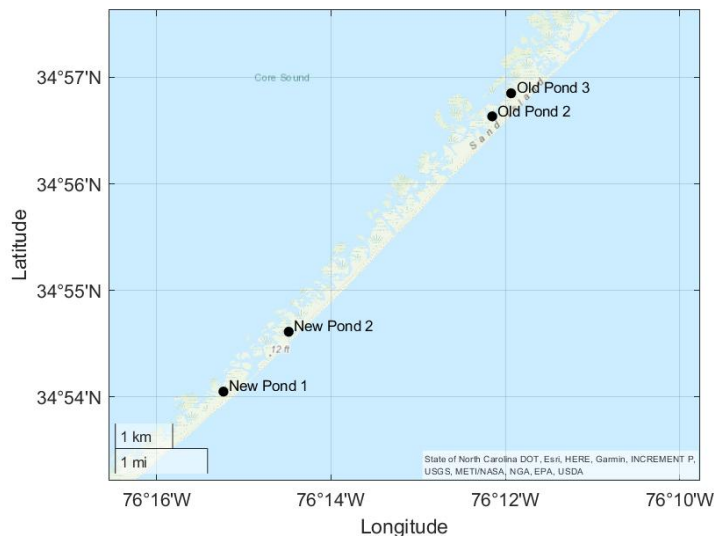 34°57'N
34°56'N
34°55'N
34°54'N
Latitude
Core Sound
Old Pond 3
Old Pond 2
Sand Island
New Pond 2
12 ft
New Pond 1
1 km
1 mi
State of North Carolina DOT, Esri, HERE, Garmin, INCREMENT P,
USGS, METI/NASA, NGA, EPA, USDA
76°16'W 76°14'W 76°12'W 76°10'W
Longitude